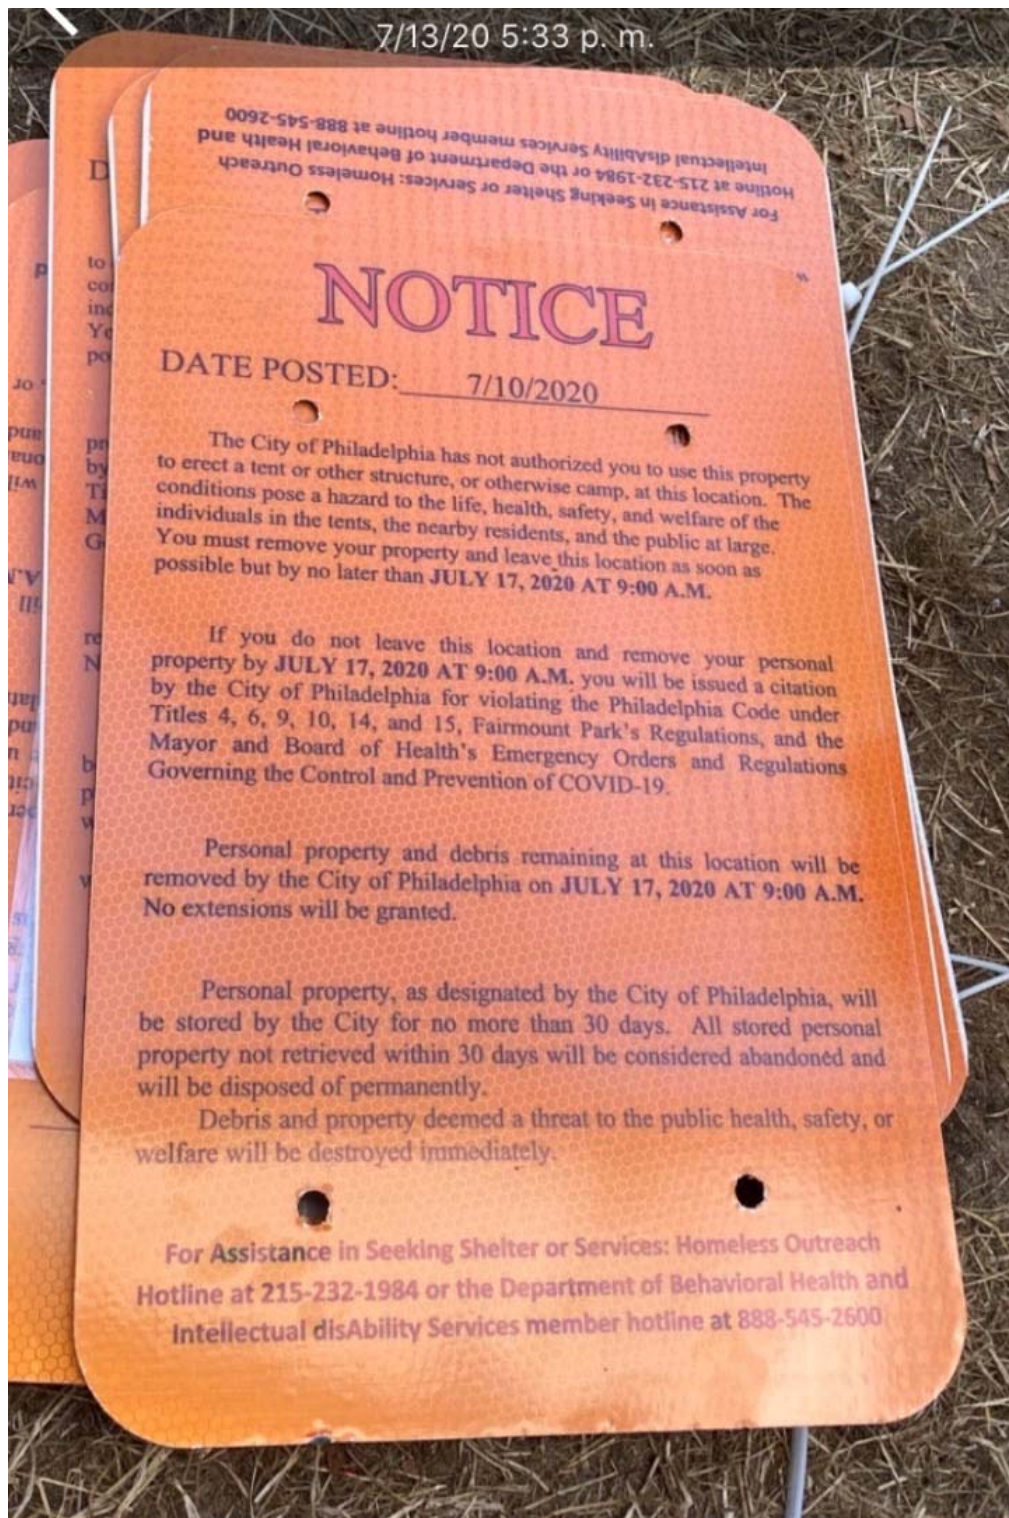 7/13/20 5:33 p. m.
For Assistance in Seeking Shelter or Services: Homeless Outreach
Hotline at 215-232-1984 or the Department of Behavioral Health and
Intellectual disAbility Services member hotline at 888-545-2600
NOTICE
DATE POSTED: 7/10/2020
The City of Philadelphia has not authorized you to use this property
to erect a tent or other structure, or otherwise camp, at this location. The
conditions pose a hazard to the life, health, safety, and welfare of the
individuals in the tents, the nearby residents, and the public at large.
You must remove your property and leave this location as soon as
possible but by no later than JULY 17, 2020 AT 9:00 A.M.
If you do not leave this location and remove your personal
property by JULY 17, 2020 AT 9:00 A.M. you will be issued a citation
by the City of Philadelphia for violating the Philadelphia Code under
Titles 4, 6, 9, 10, 14, and 15, Fairmount Park's Regulations, and the
Mayor and Board of Health's Emergency Orders and Regulations
Governing the Control and Prevention of COVID-19.
Personal property and debris remaining at this location will be
removed by the City of Philadelphia on JULY 17, 2020 AT 9:00 A.M.
No extensions will be granted.
Personal property, as designated by the City of Philadelphia, will
be stored by the City for no more than 30 days. All stored personal
property not retrieved within 30 days will be considered abandoned and
will be disposed of permanently.
Debris and property deemed a threat to the public health, safety, or
welfare will be destroyed immediately.
For Assistance in Seeking Shelter or Services: Homeless Outreach
Hotline at 215-232-1984 or the Department of Behavioral Health and
Intellectual disAbility Services member hotline at 888-545-2600